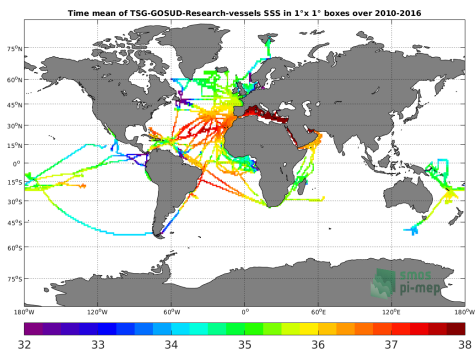 Time mean of TSG-GOSUD-Research-vessels SSS in 1°x 1° boxes over 2010-2016
75°N
60°N
45°N
30°N
15°N
0°
15°S
30°S
45°S
60°S
75°S
180°W 120°W 60°W 0° 60°E 120°E 180°W
smos
pi-mep
32 33 34 35 36 37 38